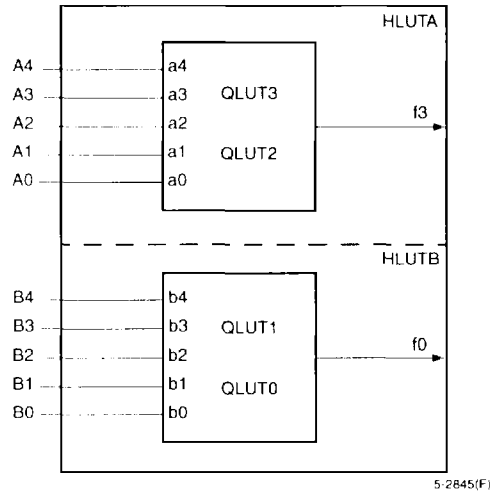 HLUTA
A4 a4
A3 a3 QLUT3
A2 a2 f3
A1 a1 QLUT2
A0 a0
HLUTB
B4 b4
B3 b3 QLUT1
B2 b2 f0
B1 b1 QLUT0
B0 b0
5-2845(F)